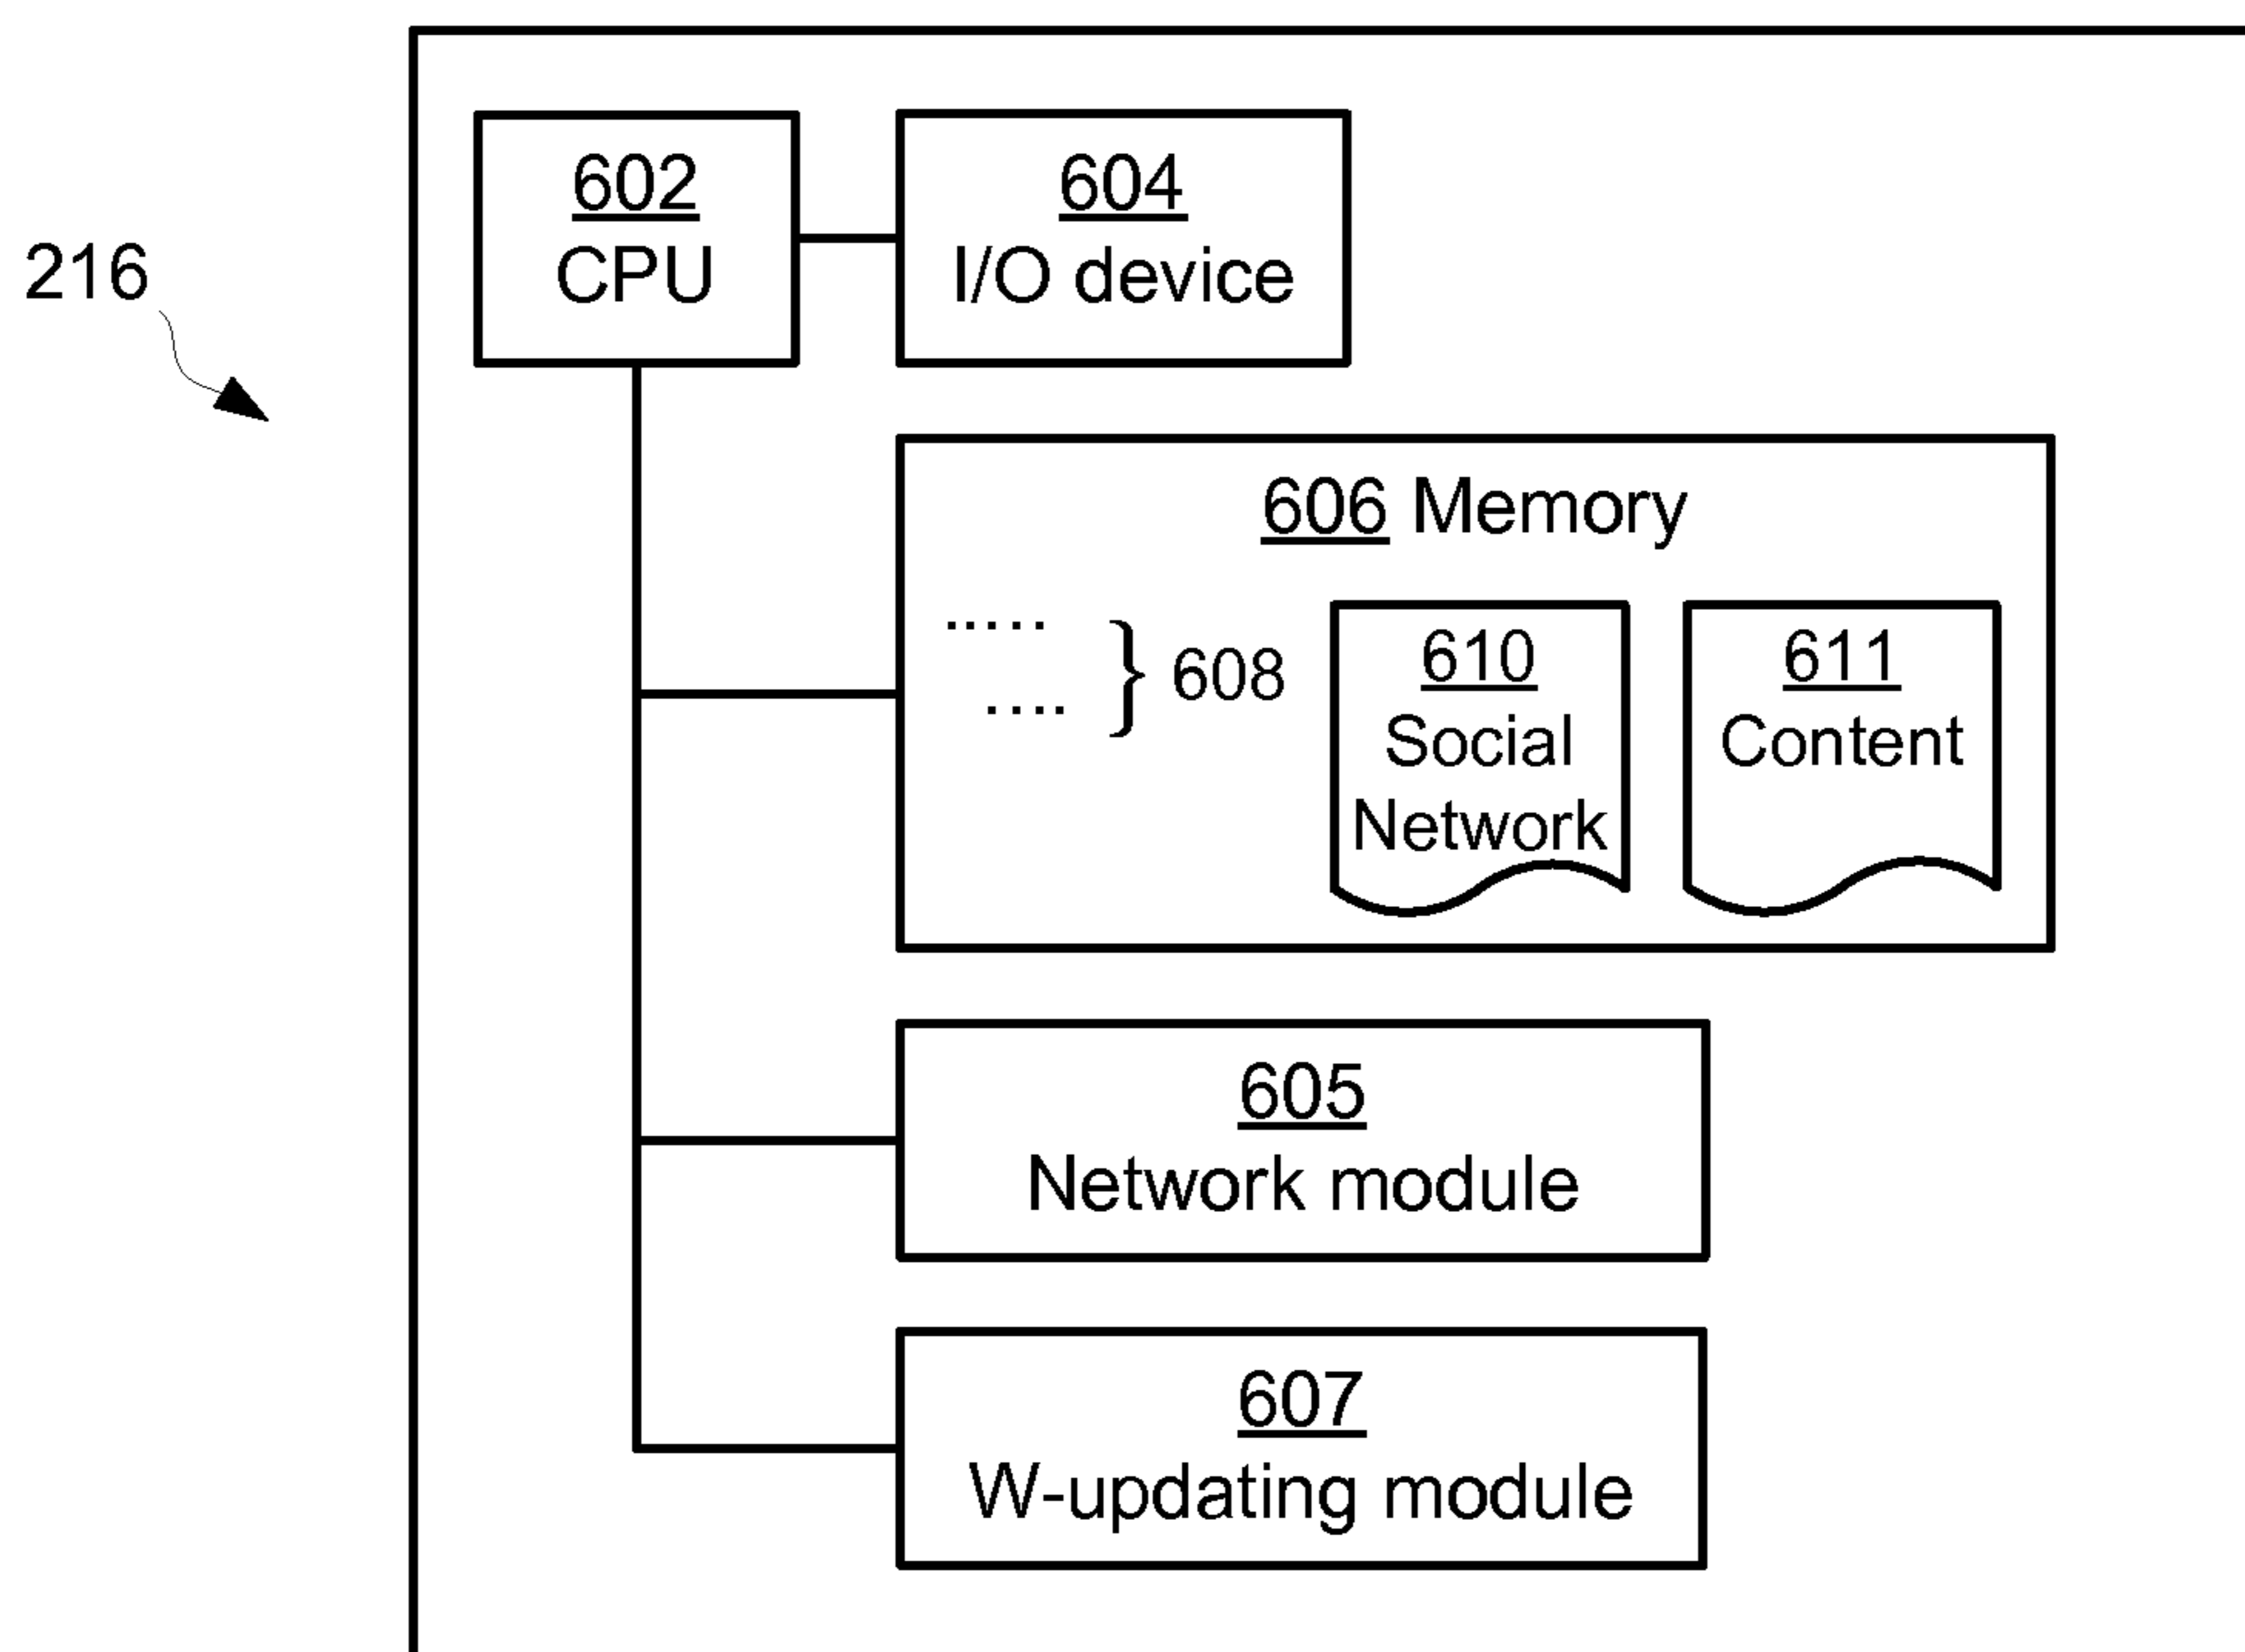 602
CPU
604
I/O device
216
606 Memory
.....
....
} 608
610
Social
Network
611
Content
605
Network module
607
W-updating module